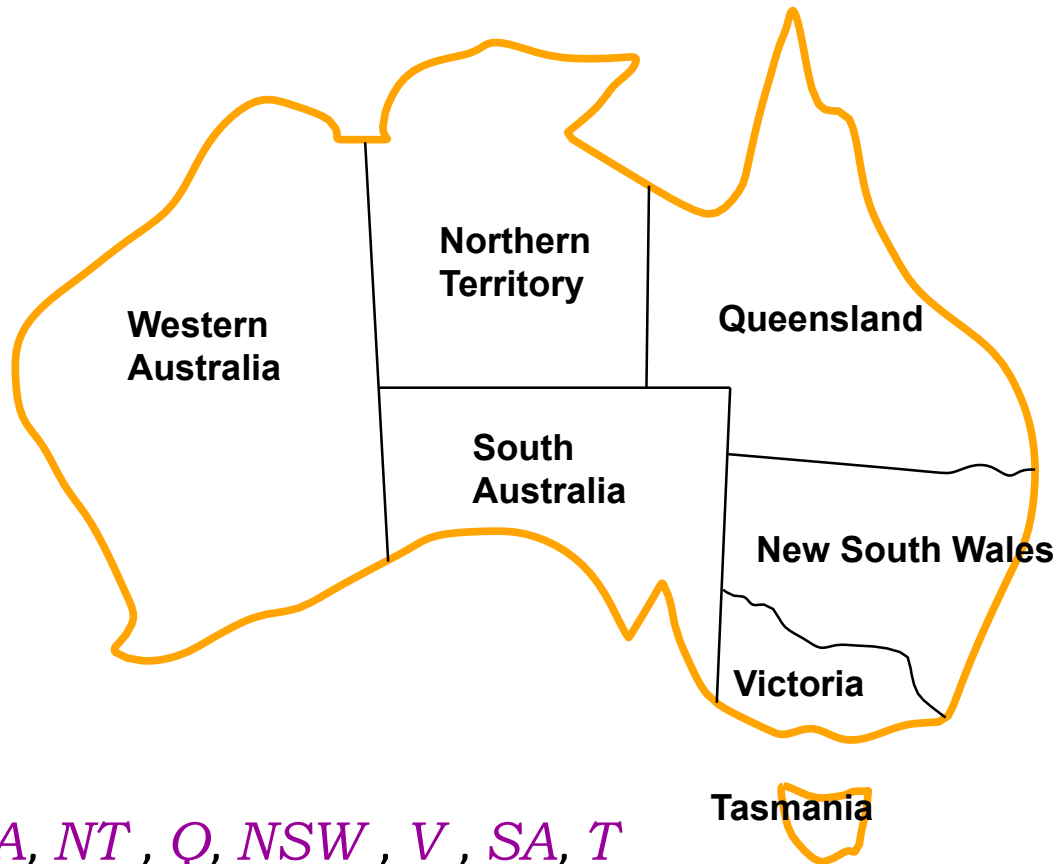 Northern
Territory
Western
Australia
Queensland
South
Australia
New South Wales
Victoria
Tasmania
A, NT , Q, NSW , V , SA, T